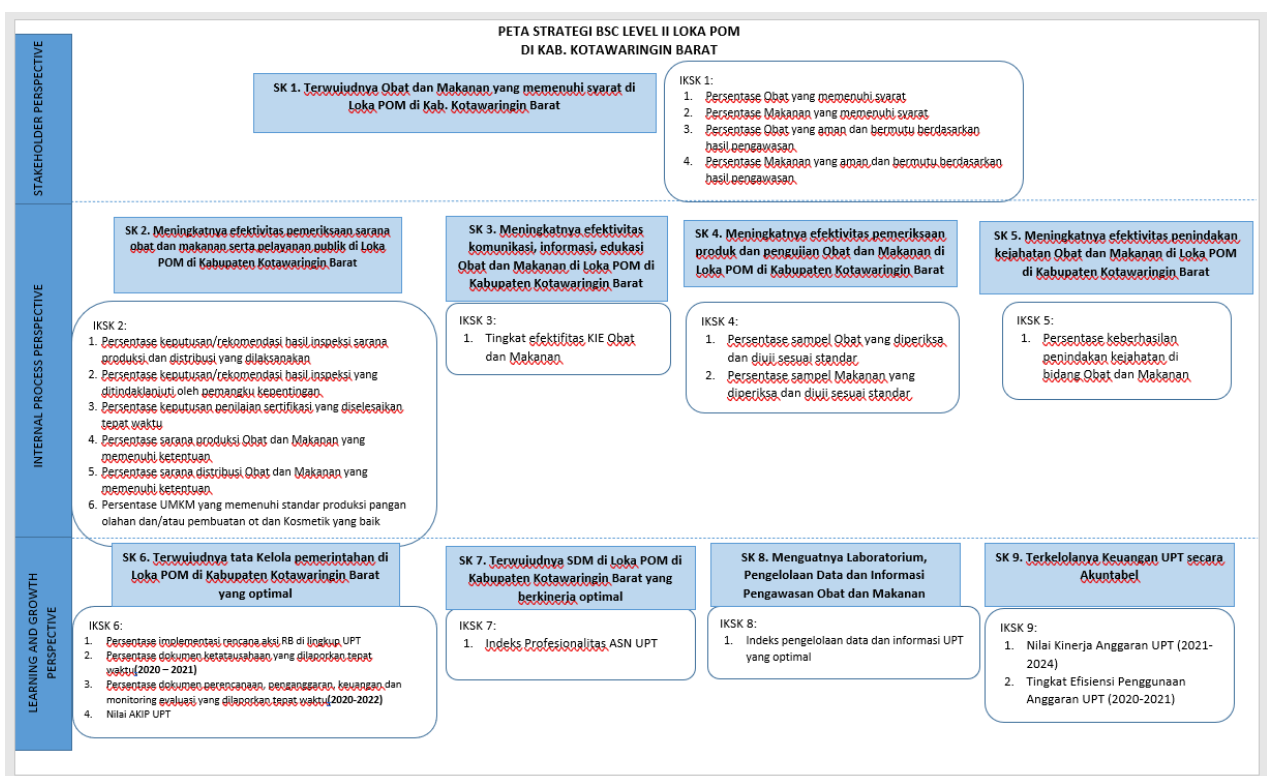 PETA STRATEGI BSC LEVEL II LOKA POM
DI KAB. KOTAWARINGIN BARAT
STAKEHOLDER PERSPECTIVE
SK 1. Terwujudnya Obat dan Makanan yang memenuhi syarat di
Loka POM di Kab. Kotawaringin Barat
IKSK 1:
1. Persentase Obat yang memenuhi syarat
2. Persentase Makanan yang memenuhi syarat
3. Persentase Obat yang aman dan bermutu berdasarkan
hasil pengawasan
4. Persentase Makanan yang aman dan bermutu berdasarkan
hasil pengawasan
INTERNAL PROCESS PERSPECTIVE
SK 2. Meningkatnya efektivitas pemeriksaan sarana
obat dan makanan serta pelayanan publik di Loka
POM di Kabupaten Kotawaringin Barat
IKSK 2:
1. Persentase keputusan/rekomendasi hasil inspeksi sarana
produksi dan distribusi yang dilaksanakan
2. Persentase keputusan/rekomendasi hasil inspeksi yang
ditindaklanjuti oleh pemangku kepentingan
3. Persentase keputusan penilaian sertifikasi yang diselesaikan
tepat waktu
4. Persentase sarana produksi Obat dan Makanan yang
memenuhi ketentuan
5. Persentase sarana distribusi Obat dan Makanan yang
memenuhi ketentuan
6. Persentase UMKM yang memenuhi standar produksi pangan
olahan dan/atau pembuatan ot dan Kosmetik yang baik
SK 3. Meningkatnya efektivitas
komunikasi, informasi, edukasi
Obat dan Makanan di Loka POM di
Kabupaten Kotawaringin Barat
IKSK 3:
1. Tingkat efektifitas KIE Obat
dan Makanan
SK 4. Meningkatnya efektivitas pemeriksaan
produk dan pengujian Obat dan Makanan di
Loka POM di Kabupaten Kotawaringin Barat
IKSK 4:
1. Persentase sampel Obat yang diperiksa
dan diuji sesuai standar
2. Persentase sampel Makanan yang
diperiksa dan diuji sesuai standar
SK 5. Meningkatnya efektivitas penindakan
kejahatan Obat dan Makanan di Loka POM
di Kabupaten Kotawaringin Barat
IKSK 5:
1. Persentase keberhasilan
penindakan kejahatan di
bidang Obat dan Makanan
LEARNING AND GROWTH
PERSPECTIVE
SK 6. Terwujudnya tata Kelola pemerintahan di
Loka POM di Kabupaten Kotawaringin Barat
yang optimal
IKSK 6:
1. Persentase implementasi rencana aksi RB di lingkup UPT
2. Persentase dokumen ketatausahaan yang dilaporkan tepat
waktu(2020 – 2021)
3. Persentase dokumen perencanaan, penganggaran, keuangan dan
monitoring evaluasi yang dilaporkan tepat waktu(2020-2022)
4. Nilai AKIP UPT
SK 7. Terwujudnya SDM di Loka POM di
Kabupaten Kotawaringin Barat yang
berkinerja optimal
IKSK 7:
1. Indeks Profesionalitas ASN UPT
SK 8. Menguatnya Laboratorium,
Pengelolaan Data dan Informasi
Pengawasan Obat dan Makanan
IKSK 8:
1. Indeks pengelolaan data dan informasi UPT
yang optimal
SK 9. Terkelolanya Keuangan UPT secara
Akuntabel
IKSK 9:
1. Nilai Kinerja Anggaran UPT (2021-
2024)
2. Tingkat Efisiensi Penggunaan
Anggaran UPT (2020-2021)